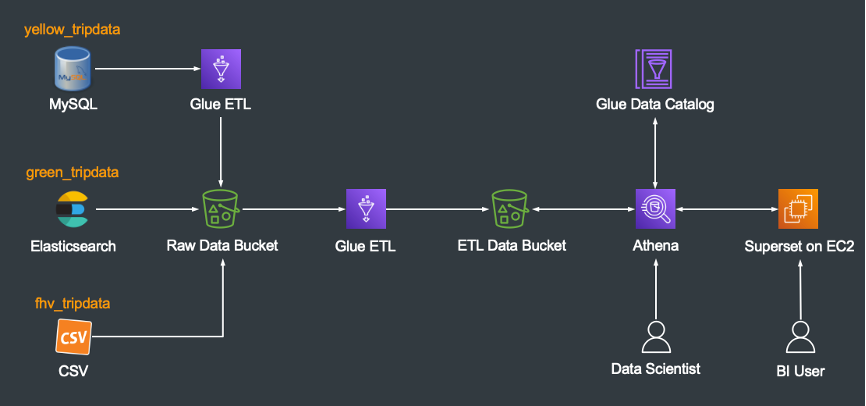 yellow_tripdata
MySQL
MySQL
Glue ETL
Glue Data Catalog
green_tripdata
Elasticsearch
Raw Data Bucket
Glue ETL
ETL Data Bucket
Athena
Superset on EC2
fhv_tripdata
CSV
CSV
Data Scientist
BI User